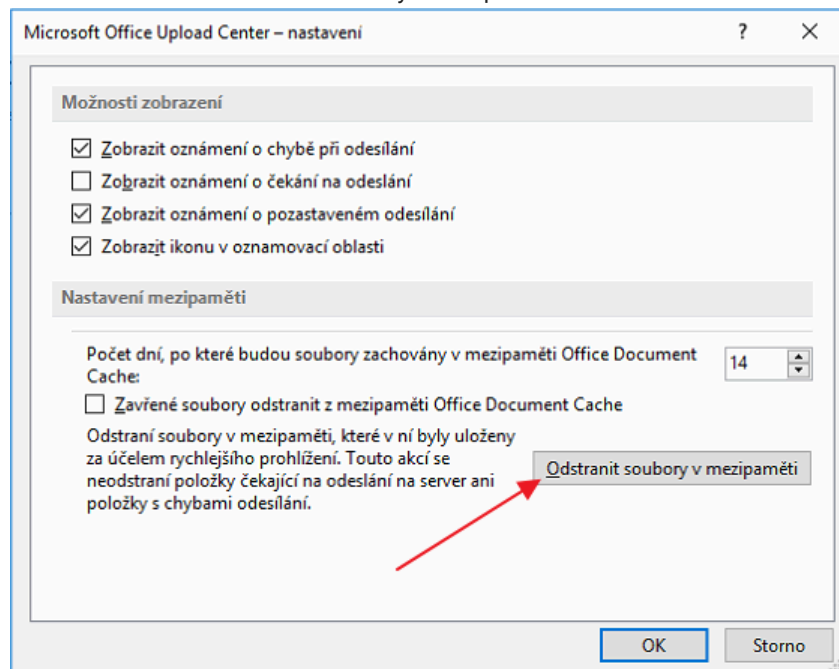 Microsoft Office Upload Center – nastavení
Možnosti zobrazení
Zobrazit oznámení o chybě při odesílání
Zobrazit oznámení o čekání na odeslání
Zobrazit oznámení o pozastaveném odesílání
Zobrazit ikonu v oznamovací oblasti
Nastavení mezipaměti
Počet dní, po které budou soubory zachovány v mezipaměti Office Document
Cache:
14
Zavřené soubory odstranit z mezipaměti Office Document Cache
Odstraní soubory v mezipaměti, které v ní byly uloženy
za účelem rychlejšího prohlížení. Touto akcí se
neodstraní položky čekající na odeslání na server ani
položky s chybami odesílání.
Odstranit soubory v mezipaměti
OK
Storno